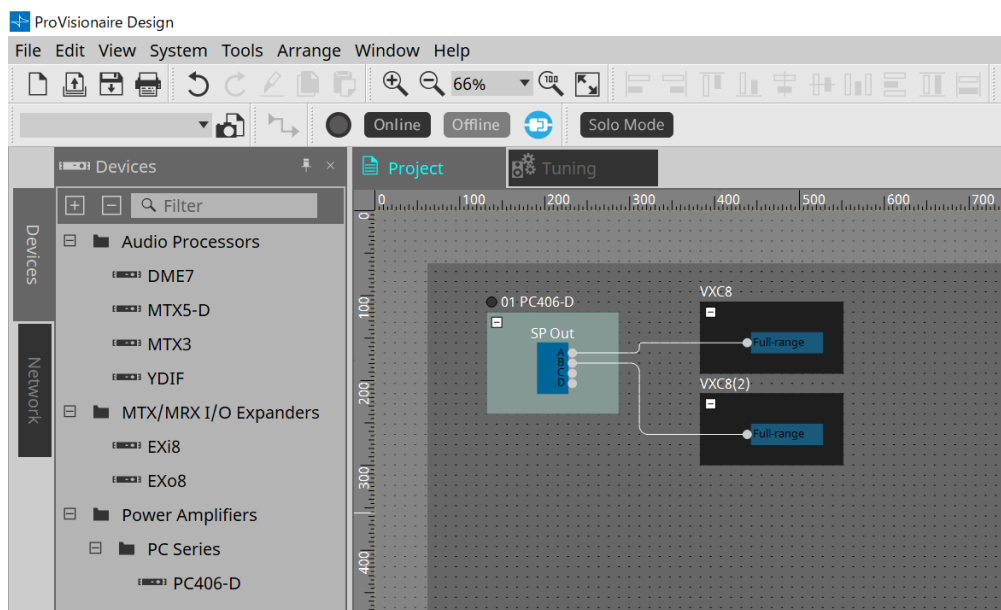 ProVisionaire Design
File Edit View System Tools Arrange Window Help
66% 100
Online Offline Solo Mode
Devices
Project
Tuning
Filter
0 100 200 300 400 500 600 700
0
100
200
300
400
Devices
Network
Audio Processors
DME7
MTX5-D
MTX3
YDIF
MTX/MRX I/O Expanders
EXi8
EXo8
Power Amplifiers
PC Series
PC406-D
01 PC406-D
SP Out
A
B
C
D
VXC8
Full-range
VXC8(2)
Full-range